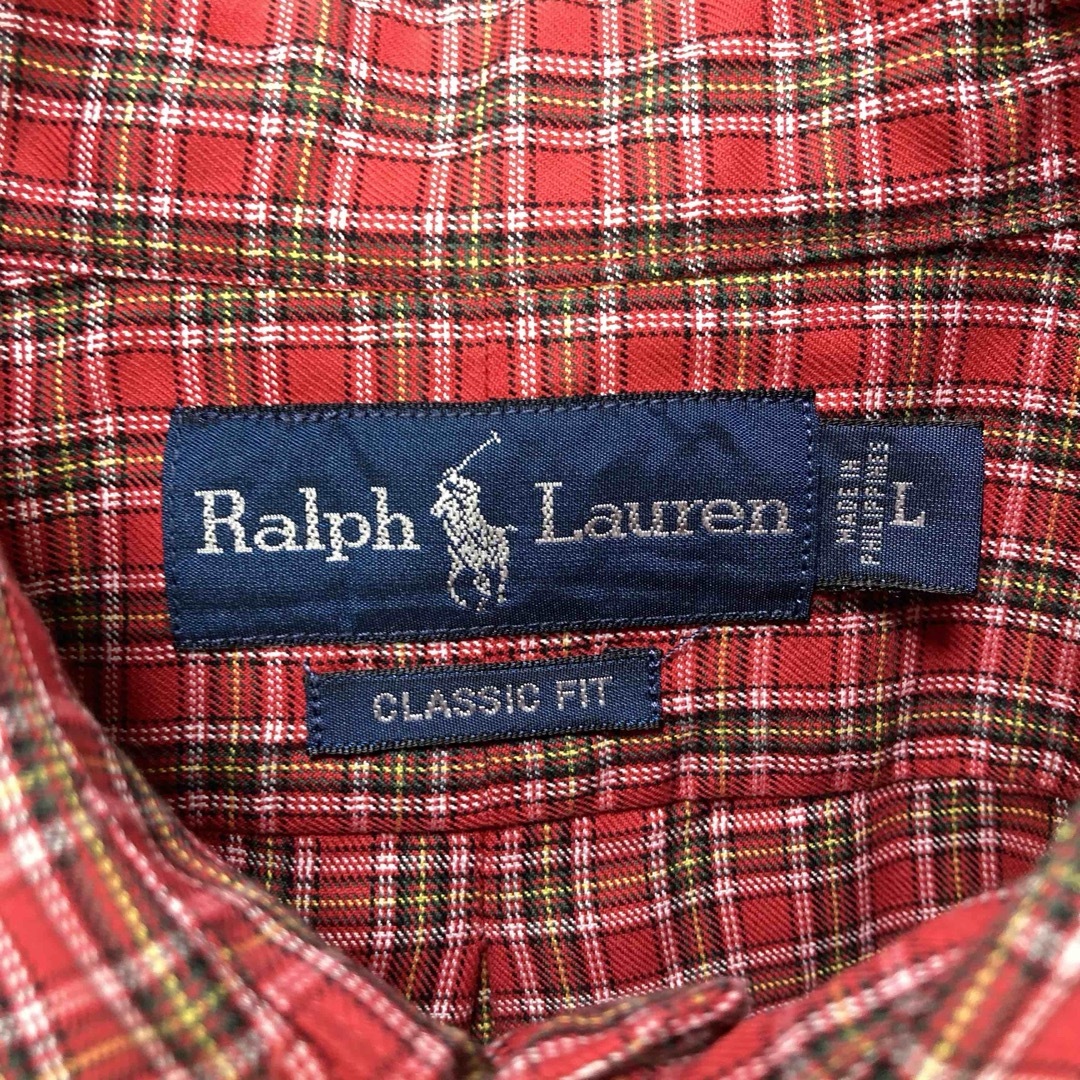 Ralph Lauren
MADE IN
PHILIPPINES
L
CLASSIC FIT